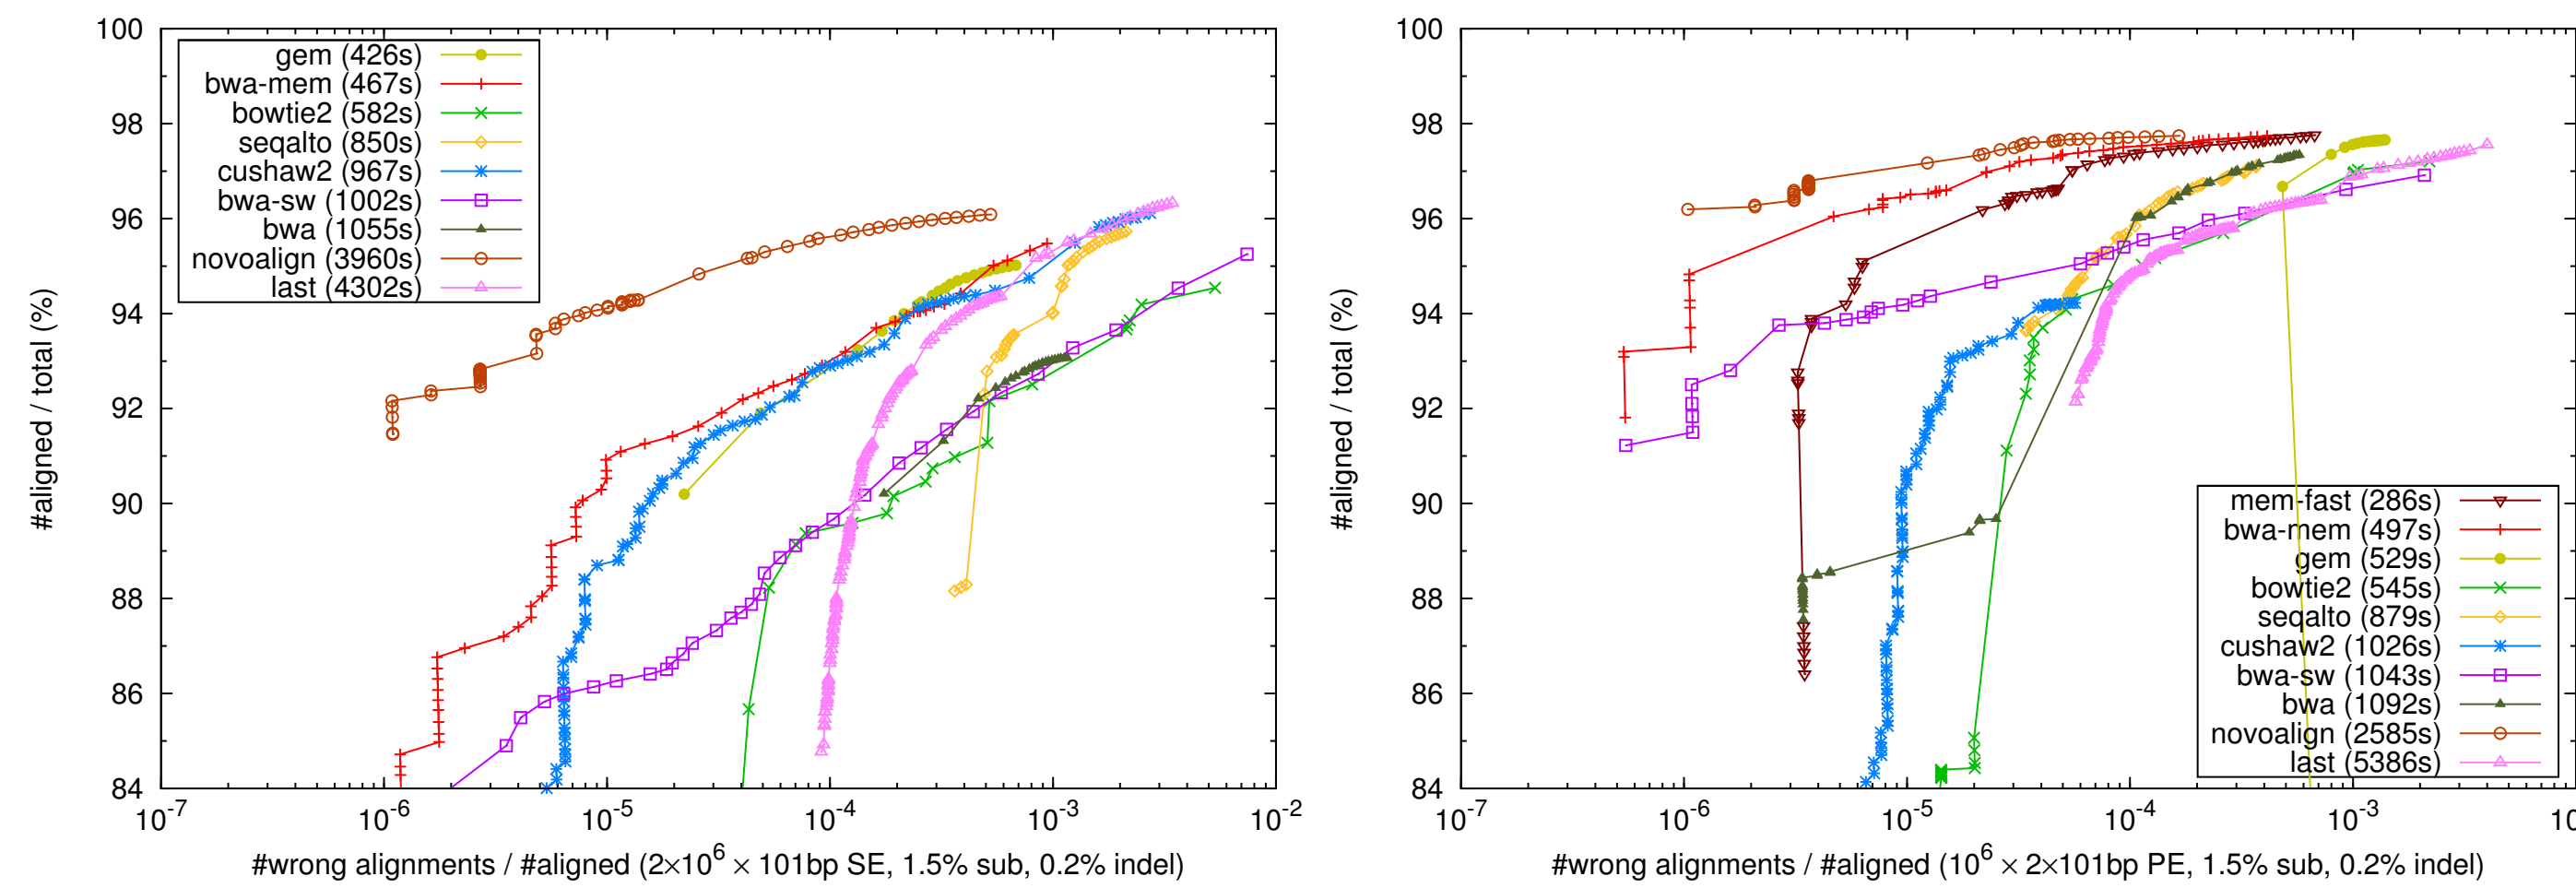 100
98
96
94
92
90
88
86
84
#aligned / total (%)
gem (426s)
bwa-mem (467s)
bowtie2 (582s)
seqalto (850s)
cushaw2 (967s)
bwa-sw (1002s)
bwa (1055s)
novoalign (3960s)
last (4302s)
10^-7 10^-6 10^-5 10^-4 10^-3 10^-2
#wrong alignments / #aligned (2×10^6 × 101bp SE, 1.5% sub, 0.2% indel)
100
98
96
94
92
90
88
86
84
#aligned / total (%)
mem-fast (286s)
bwa-mem (497s)
gem (529s)
bowtie2 (545s)
seqalto (879s)
cushaw2 (1026s)
bwa-sw (1043s)
bwa (1092s)
novoalign (2585s)
last (5386s)
10^-7 10^-6 10^-5 10^-4 10^-3
#wrong alignments / #aligned (10^6 × 2×101bp PE, 1.5% sub, 0.2% indel)